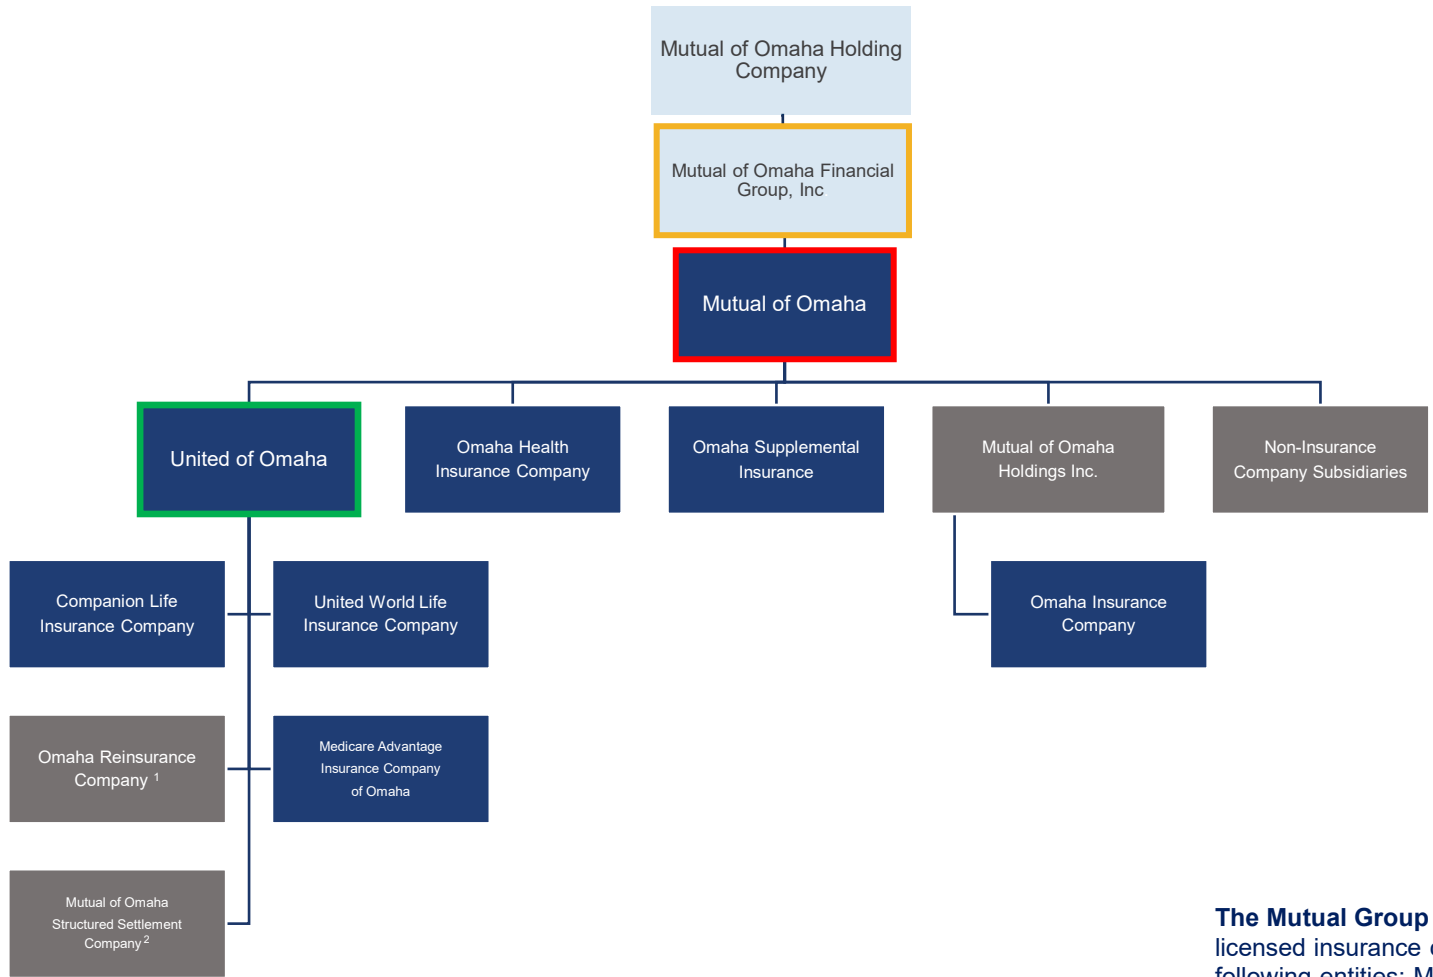 Mutual of Omaha Holding
Company
Mutual of Omaha Financial
Group, Inc.
Mutual of Omaha
United of Omaha
Omaha Health
Insurance Company
Omaha Supplemental
Insurance
Mutual of Omaha
Holdings Inc.
Non-Insurance
Company Subsidiaries
Companion Life
Insurance Company
United World Life
Insurance Company
Omaha Insurance
Company
Omaha Reinsurance
Company 1
Medicare Advantage
Insurance Company
of Omaha
Mutual of Omaha
Structured Settlement
Company 2
The Mutual Group
licensed insurance
following entities: